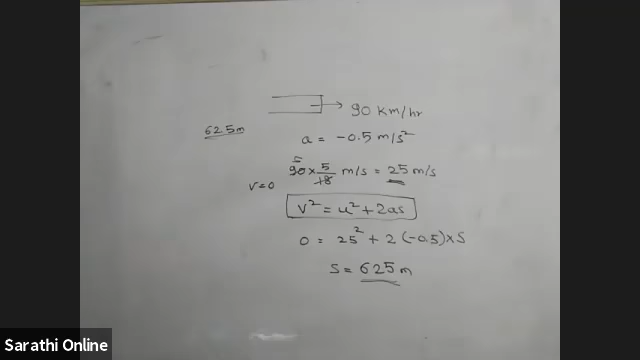 90 km/hr
62.5m
a = -0.5 m/s²
90 × 5/18 m/s = 25 m/s
v=0
v² = u² + 2as
0 = 25² + 2 (-0.5) × s
s = 625 m
Sarathi Online